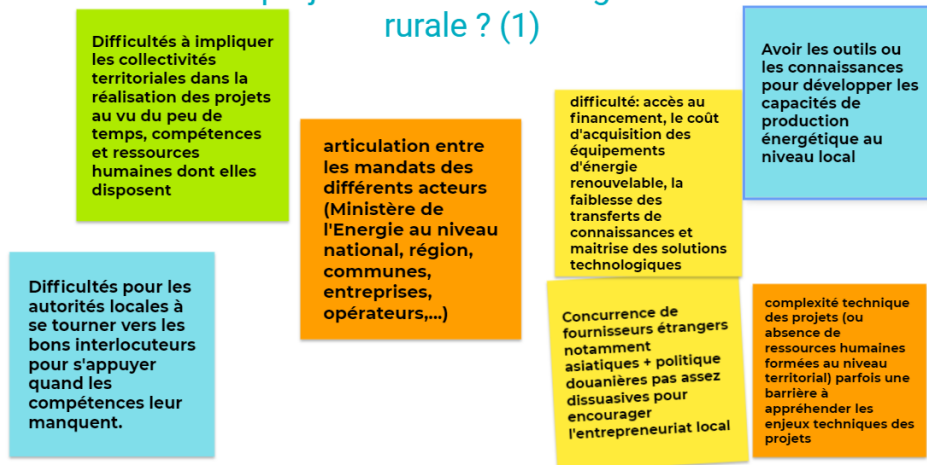 rurale ? (1)
Difficultés à impliquer
les collectivités
territoriales dans la
réalisation des projets
au vu du peu de
temps, compétences
et ressources
humaines dont elles
disposent
articulation entre
les mandats des
différents acteurs
(Ministère de
l'Energie au niveau
national, région,
communes,
entreprises,
opérateurs,...)
difficulté: accès au
financement, le coût
d'acquisition des
équipements
d'énergie
renouvelable, la
faiblesse des
transferts de
connaissances et
maitrise des solutions
technologiques
Avoir les outils ou
les connaissances
pour développer les
capacités de
production
énergétique au
niveau local
Difficultés pour les
autorités locales à
se tourner vers les
bons interlocuteurs
pour s'appuyer
quand les
compétences leur
manquent.
Concurrence de
fournisseurs étrangers
notamment
asiatiques + politique
douanières pas assez
dissuasives pour
encourager
l'entrepreneuriat local
complexité technique
des projets (ou
absence de
ressources humaines
formées au niveau
territorial) parfois une
barrière à
appréhender les
enjeux techniques des
projets